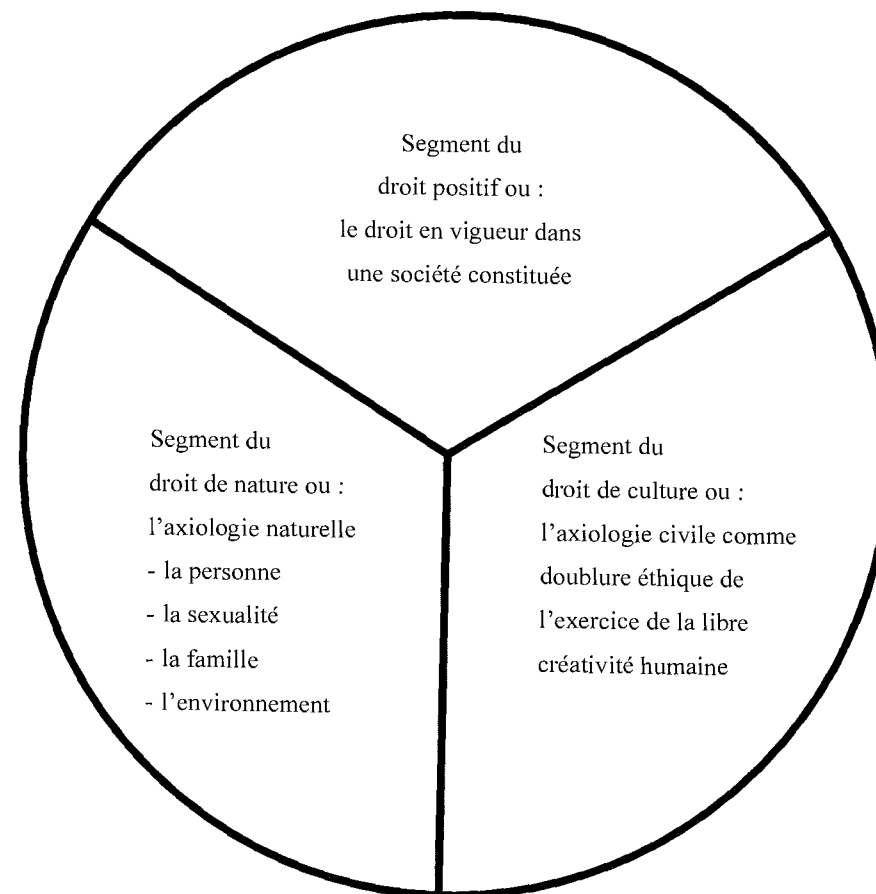 Segment du
droit positif ou :
le droit en vigueur dans
une société constituée
Segment du
droit de nature ou :
l’axiologie naturelle
- la personne
- la sexualité
- la famille
- l’environnement
Segment du
droit de culture ou :
l’axiologie civile comme
doublure éthique de
l’exercice de la libre
créativité humaine